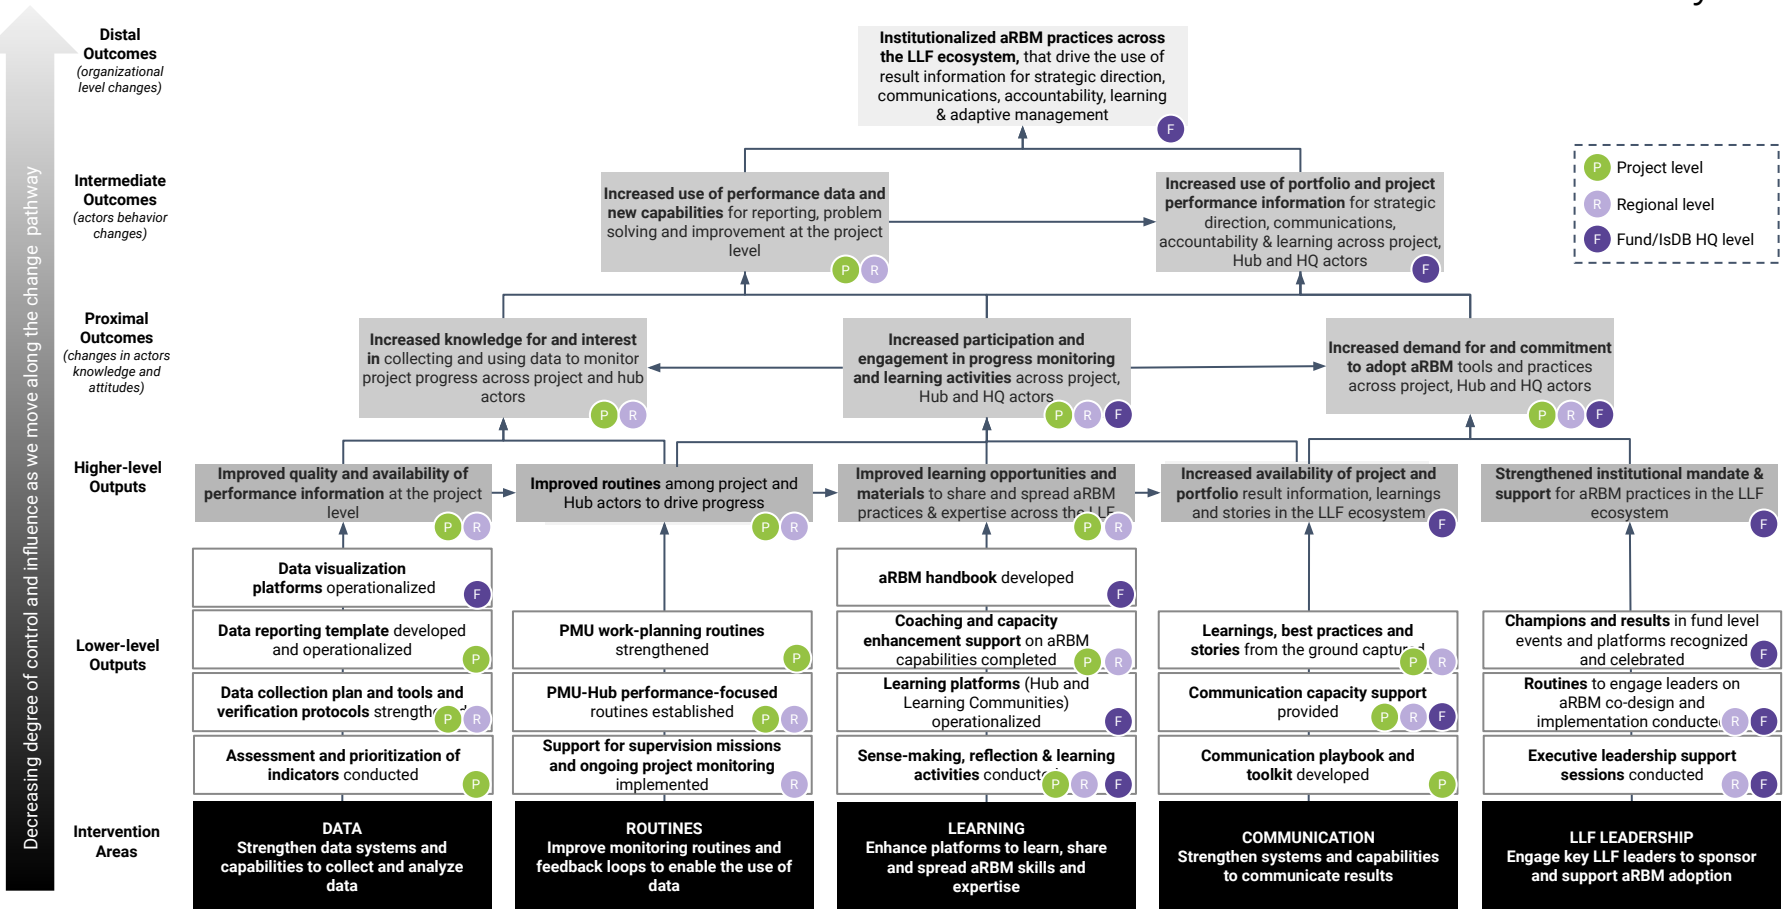 y
Distal
Outcomes
(organizational
level changes)
Institutionalized aRBM practices across
the LLF ecosystem, that drive the use of
result information for strategic direction,
communications, accountability, learning
& adaptive management
F
P Project level
R Regional level
F Fund/IsDB HQ level
Intermediate
Outcomes
(actors behavior
changes)
Increased use of performance data and
new capabilities for reporting, problem
solving and improvement at the project
level
P R
Increased use of portfolio and project
performance information for strategic
direction, communications,
accountability & learning across project,
Hub and HQ actors
F
Proximal
Outcomes
(changes in actors
knowledge and
attitudes)
Increased knowledge for and interest
in collecting and using data to monitor
project progress across project and hub
actors
P R
Increased participation and
engagement in progress monitoring
and learning activities across project,
Hub and HQ actors
P R F
Increased demand for and commitment
to adopt aRBM tools and practices
across project, Hub and HQ actors
P R F
Higher-level
Outputs
Improved quality and availability of
performance information at the project
level
P R
Improved routines among project and
Hub actors to drive progress
P R
Improved learning opportunities and
materials to share and spread aRBM
practices & expertise across the LLF
P R
Increased availability of project and
portfolio result information, learnings
and stories in the LLF ecosystem
F
Strengthened institutional mandate &
support for aRBM practices in the LLF
ecosystem
F
Lower-level
Outputs
Data visualization
platforms operationalized
F
Data reporting template developed
and operationalized
P
Data collection plan and tools and
verification protocols
P R
Assessment and prioritization of
indicators conducted
P
PMU work-planning routines
strengthened
P
PMU-Hub performance-focused
routines established
P R
Support for supervision missions
and ongoing project monitoring
implemented
R
aRBM handbook developed
F
Coaching and capacity
enhancement support on aRBM
capabilities completed
P R
Learning platforms (Hub and
Learning Communities)
operationalized
F
Sense-making, reflection & learning
activities
P R F
Learnings, best practices and
stories from the ground captured
P R
Communication capacity support
provided
P R F
Communication playbook and
toolkit developed
P
Champions and results in fund level
events and platforms recognized
and celebrated
F
Routines to engage leaders on
aRBM co-design and
implementation conducted
R F
Executive leadership support
sessions conducted
R F
Intervention
Areas
DATA
Strengthen data systems and
capabilities to collect and analyze
data
ROUTINES
Improve monitoring routines and
feedback loops to enable the use of
data
LEARNING
Enhance platforms to learn, share
and spread aRBM skills and
expertise
COMMUNICATION
Strengthen systems and capabilities
to communicate results
LLF LEADERSHIP
Engage key LLF leaders to sponsor
and support aRBM adoption
Decreasing degree of control and influence as we move along the change pathway